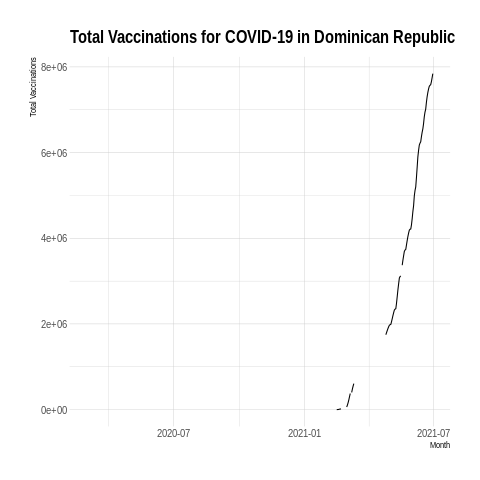 Total Vaccinations for COVID-19 in Dominican Republic
Total Vaccinations
8e+06
6e+06
4e+06
2e+06
0e+00
2020-07
2021-01
2021-07
Month